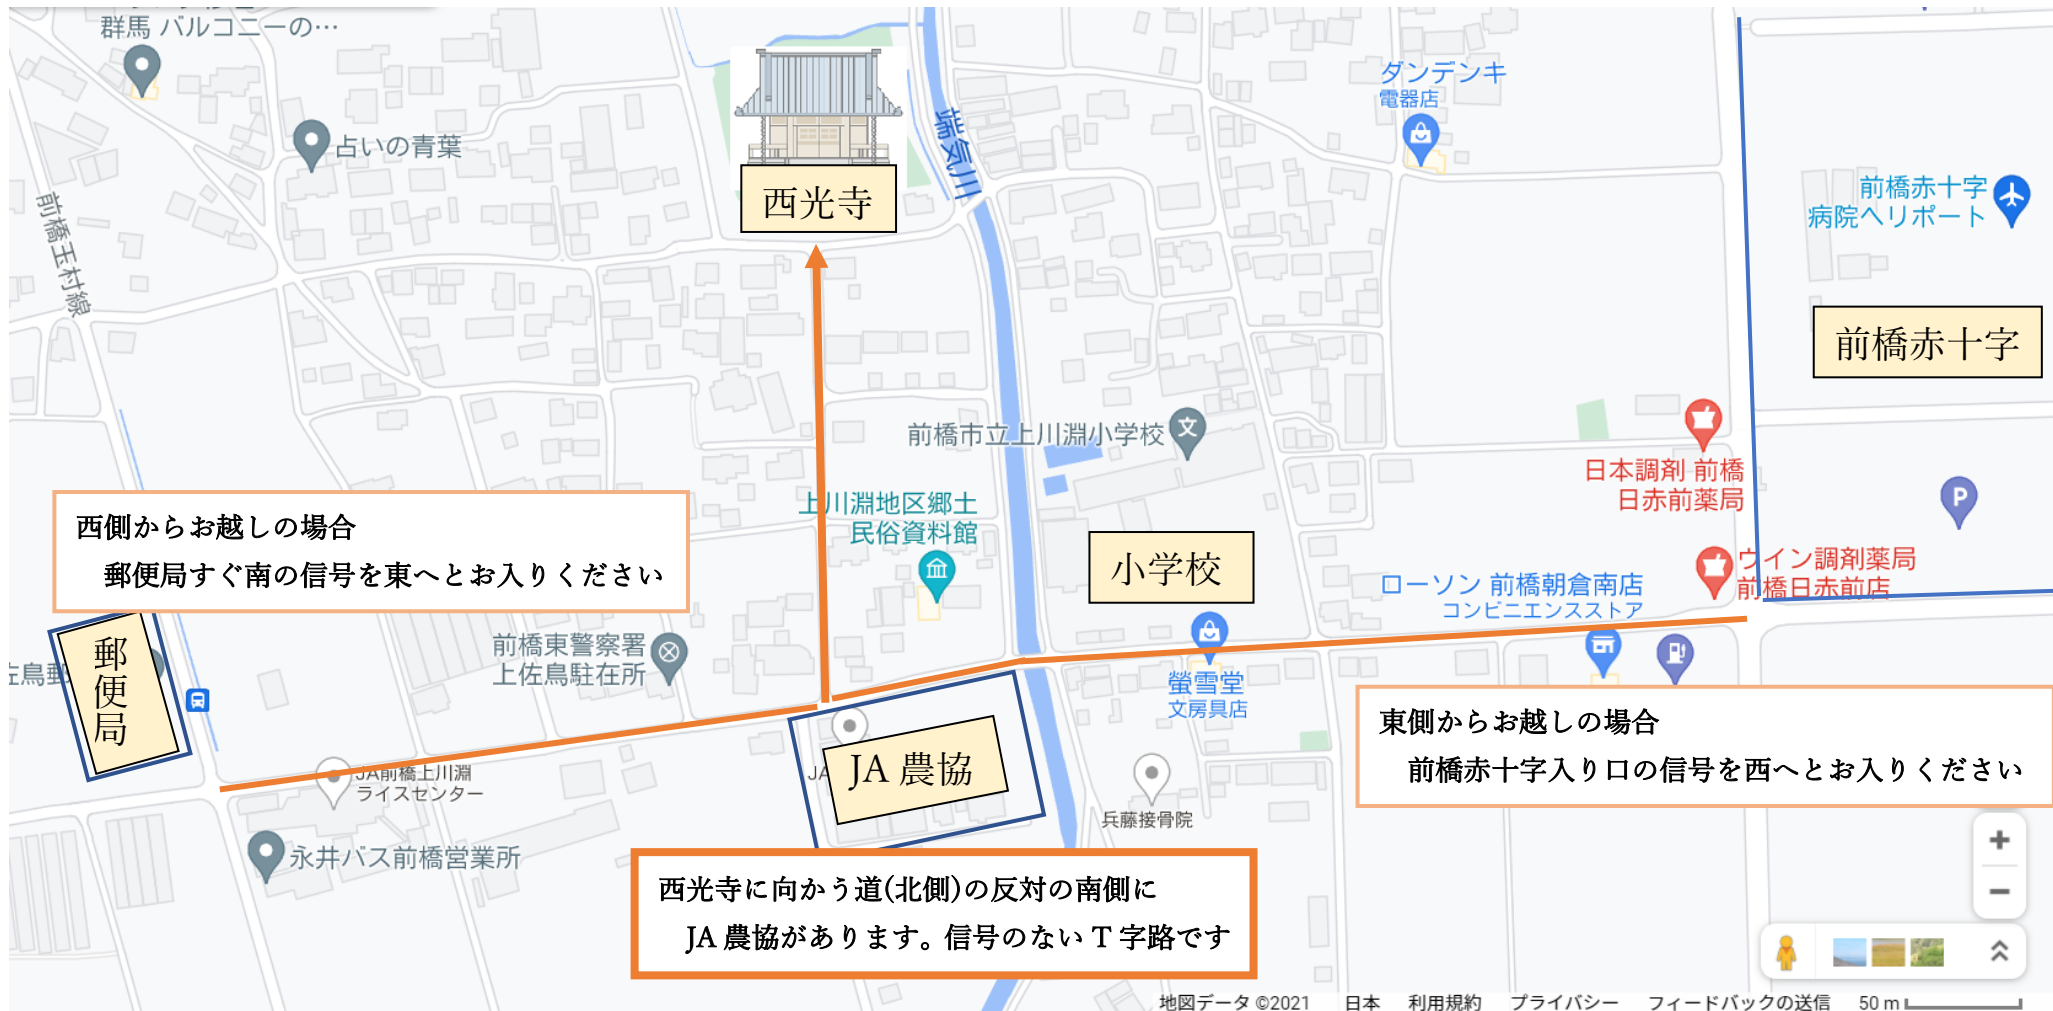 群馬 バルコニーの…
占いの青葉
前橋玉村線
西光寺
端気川
ダンデンキ
電器店
前橋赤十字
病院ヘリポート
前橋赤十字
前橋市立上川淵小学校
文
日本調剤 前橋
日赤前薬局
P
上川淵地区郷土
民俗資料館
西側からお越しの場合
郵便局すぐ南の信号を東へとお入りください
小学校
ウイン調剤薬局
前橋日赤前店
ローソン 前橋朝倉南店
コンビニエンスストア
郵便局
佐鳥郵
前橋東警察署
上佐鳥駐在所
螢雪堂
文房具店
東側からお越しの場合
前橋赤十字入り口の信号を西へとお入りください
JA前橋上川淵
ライスセンター
JA
JA 農協
兵藤接骨院
永井バス前橋営業所
西光寺に向かう道(北側)の反対の南側に
JA 農協があります。信号のない T 字路です
地図データ ©2021 日本 利用規約 プライバシー フィードバックの送信 50 m